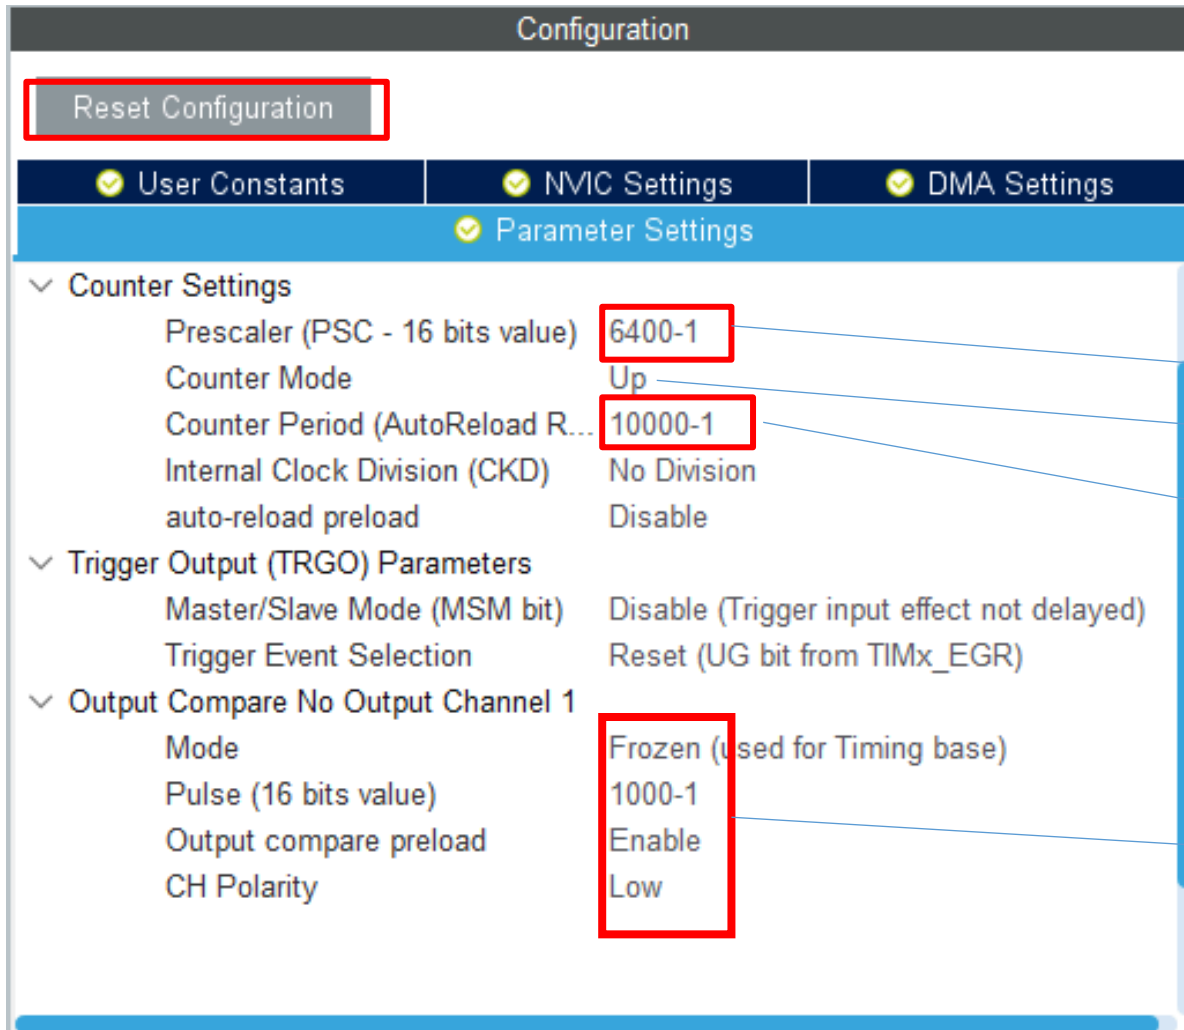 Configuration
Reset Configuration
User Constants NVIC Settings DMA Settings
Parameter Settings
Counter Settings
Prescaler (PSC - 16 bits value) 6400-1
Counter Mode Up
Counter Period (AutoReload R... 10000-1
Internal Clock Division (CKD) No Division
auto-reload preload Disable
Trigger Output (TRGO) Parameters
Master/Slave Mode (MSM bit) Disable (Trigger input effect not delayed)
Trigger Event Selection Reset (UG bit from TIMx_EGR)
Output Compare No Output Channel 1
Mode Frozen (used for Timing base)
Pulse (16 bits value) 1000-1
Output compare preload Enable
CH Polarity Low